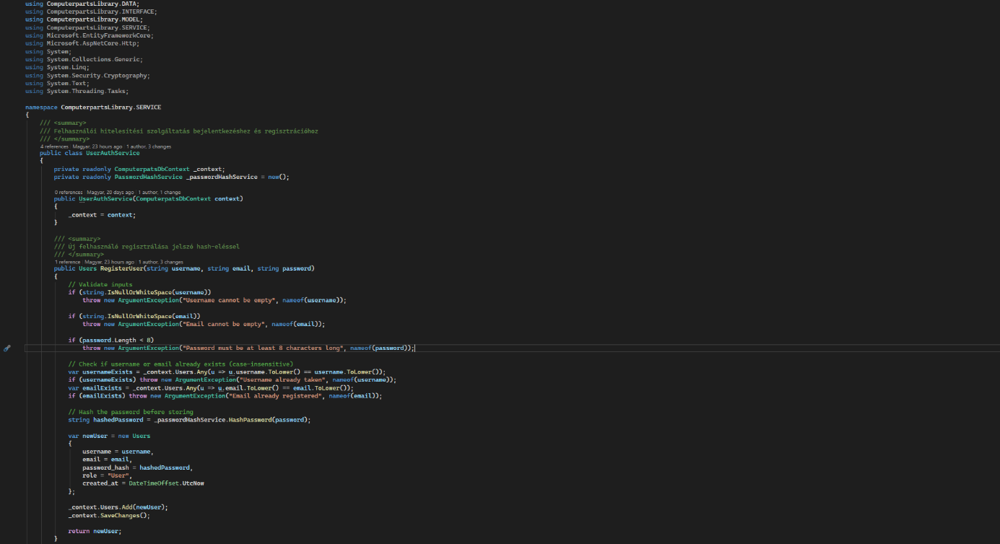 using ComputerpartsLibrary.DATA;
using ComputerpartsLibrary.INTERFACE;
using ComputerpartsLibrary.MODEL;
using ComputerpartsLibrary.SERVICE;
using Microsoft.EntityFrameworkCore;
using Microsoft.AspNetCore.Http;
using System;
using System.Collections.Generic;
using System.Linq;
using System.Security.Cryptography;
using System.Text;
using System.Threading.Tasks;
namespace ComputerpartsLibrary.SERVICE
{
/// <summary>
/// Felhasználói hitelesítési szolgáltatás bejelentkezéshez és regisztrációhoz
/// </summary>
4 references | Magyar, 23 hours ago | 1 author, 3 changes
public class UserAuthService
{
private readonly ComputerpatsDbContext _context;
private readonly PasswordHashService _passwordHashService = new();
0 references | Magyar, 20 days ago | 1 author, 1 change
public UserAuthService(ComputerpatsDbContext context)
{
_context = context;
}
/// <summary>
/// Új felhasználó regisztrálása jelszó hash-eléssel
/// </summary>
1 reference | Magyar, 23 hours ago | 1 author, 3 changes
public Users RegisterUser(string username, string email, string password)
{
// Validate inputs
if (string.IsNullOrWhiteSpace(username))
throw new ArgumentException("Username cannot be empty", nameof(username));
if (string.IsNullOrWhiteSpace(email))
throw new ArgumentException("Email cannot be empty", nameof(email));
if (password.Length < 8)
throw new ArgumentException("Password must be at least 8 characters long", nameof(password));
// Check if username or email already exists (case-insensitive)
var usernameExists = _context.Users.Any(u => u.username.ToLower() == username.ToLower());
if (usernameExists) throw new ArgumentException("Username already taken", nameof(username));
var emailExists = _context.Users.Any(u => u.email.ToLower() == email.ToLower());
if (emailExists) throw new ArgumentException("Email already registered", nameof(email));
// Hash the password before storing
string hashedPassword = _passwordHashService.HashPassword(password);
var newUser = new Users
{
username = username,
email = email,
password_hash = hashedPassword,
role = "User",
created_at = DateTimeOffset.UtcNow
};
_context.Users.Add(newUser);
_context.SaveChanges();
return newUser;
}